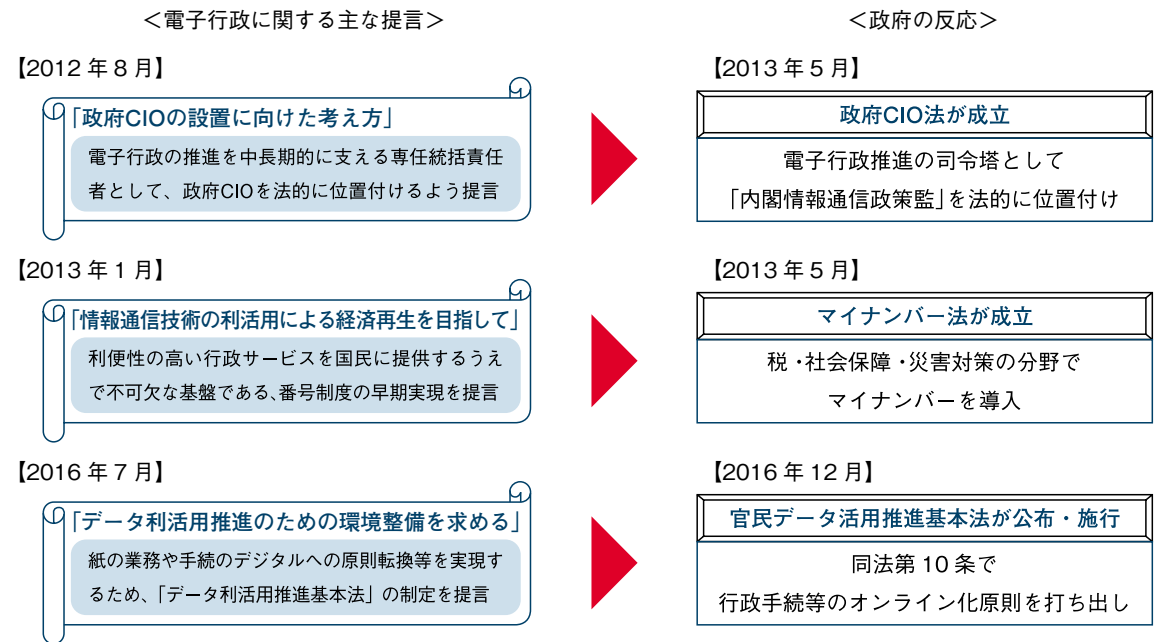 ＜電子行政に関する主な提言＞
＜政府の反応＞
【2012年8月】
「政府CIOの設置に向けた考え方」
電子行政の推進を中長期的に支える専任統括責任
者として、政府CIOを法的に位置付けるよう提言
【2013年5月】
政府CIO法が成立
電子行政推進の司令塔として
「内閣情報通信政策監」を法的に位置付け
【2013年1月】
「情報通信技術の利活用による経済再生を目指して」
利便性の高い行政サービスを国民に提供するうえ
で不可欠な基盤である、番号制度の早期実現を提言
【2013年5月】
マイナンバー法が成立
税・社会保障・災害対策の分野で
マイナンバーを導入
【2016年7月】
「データ利活用推進のための環境整備を求める」
紙の業務や手続のデジタルへの原則転換等を実現す
るため、「データ利活用推進基本法」の制定を提言
【2016年12月】
官民データ活用推進基本法が公布・施行
同法第10条で
行政手続等のオンライン化原則を打ち出し